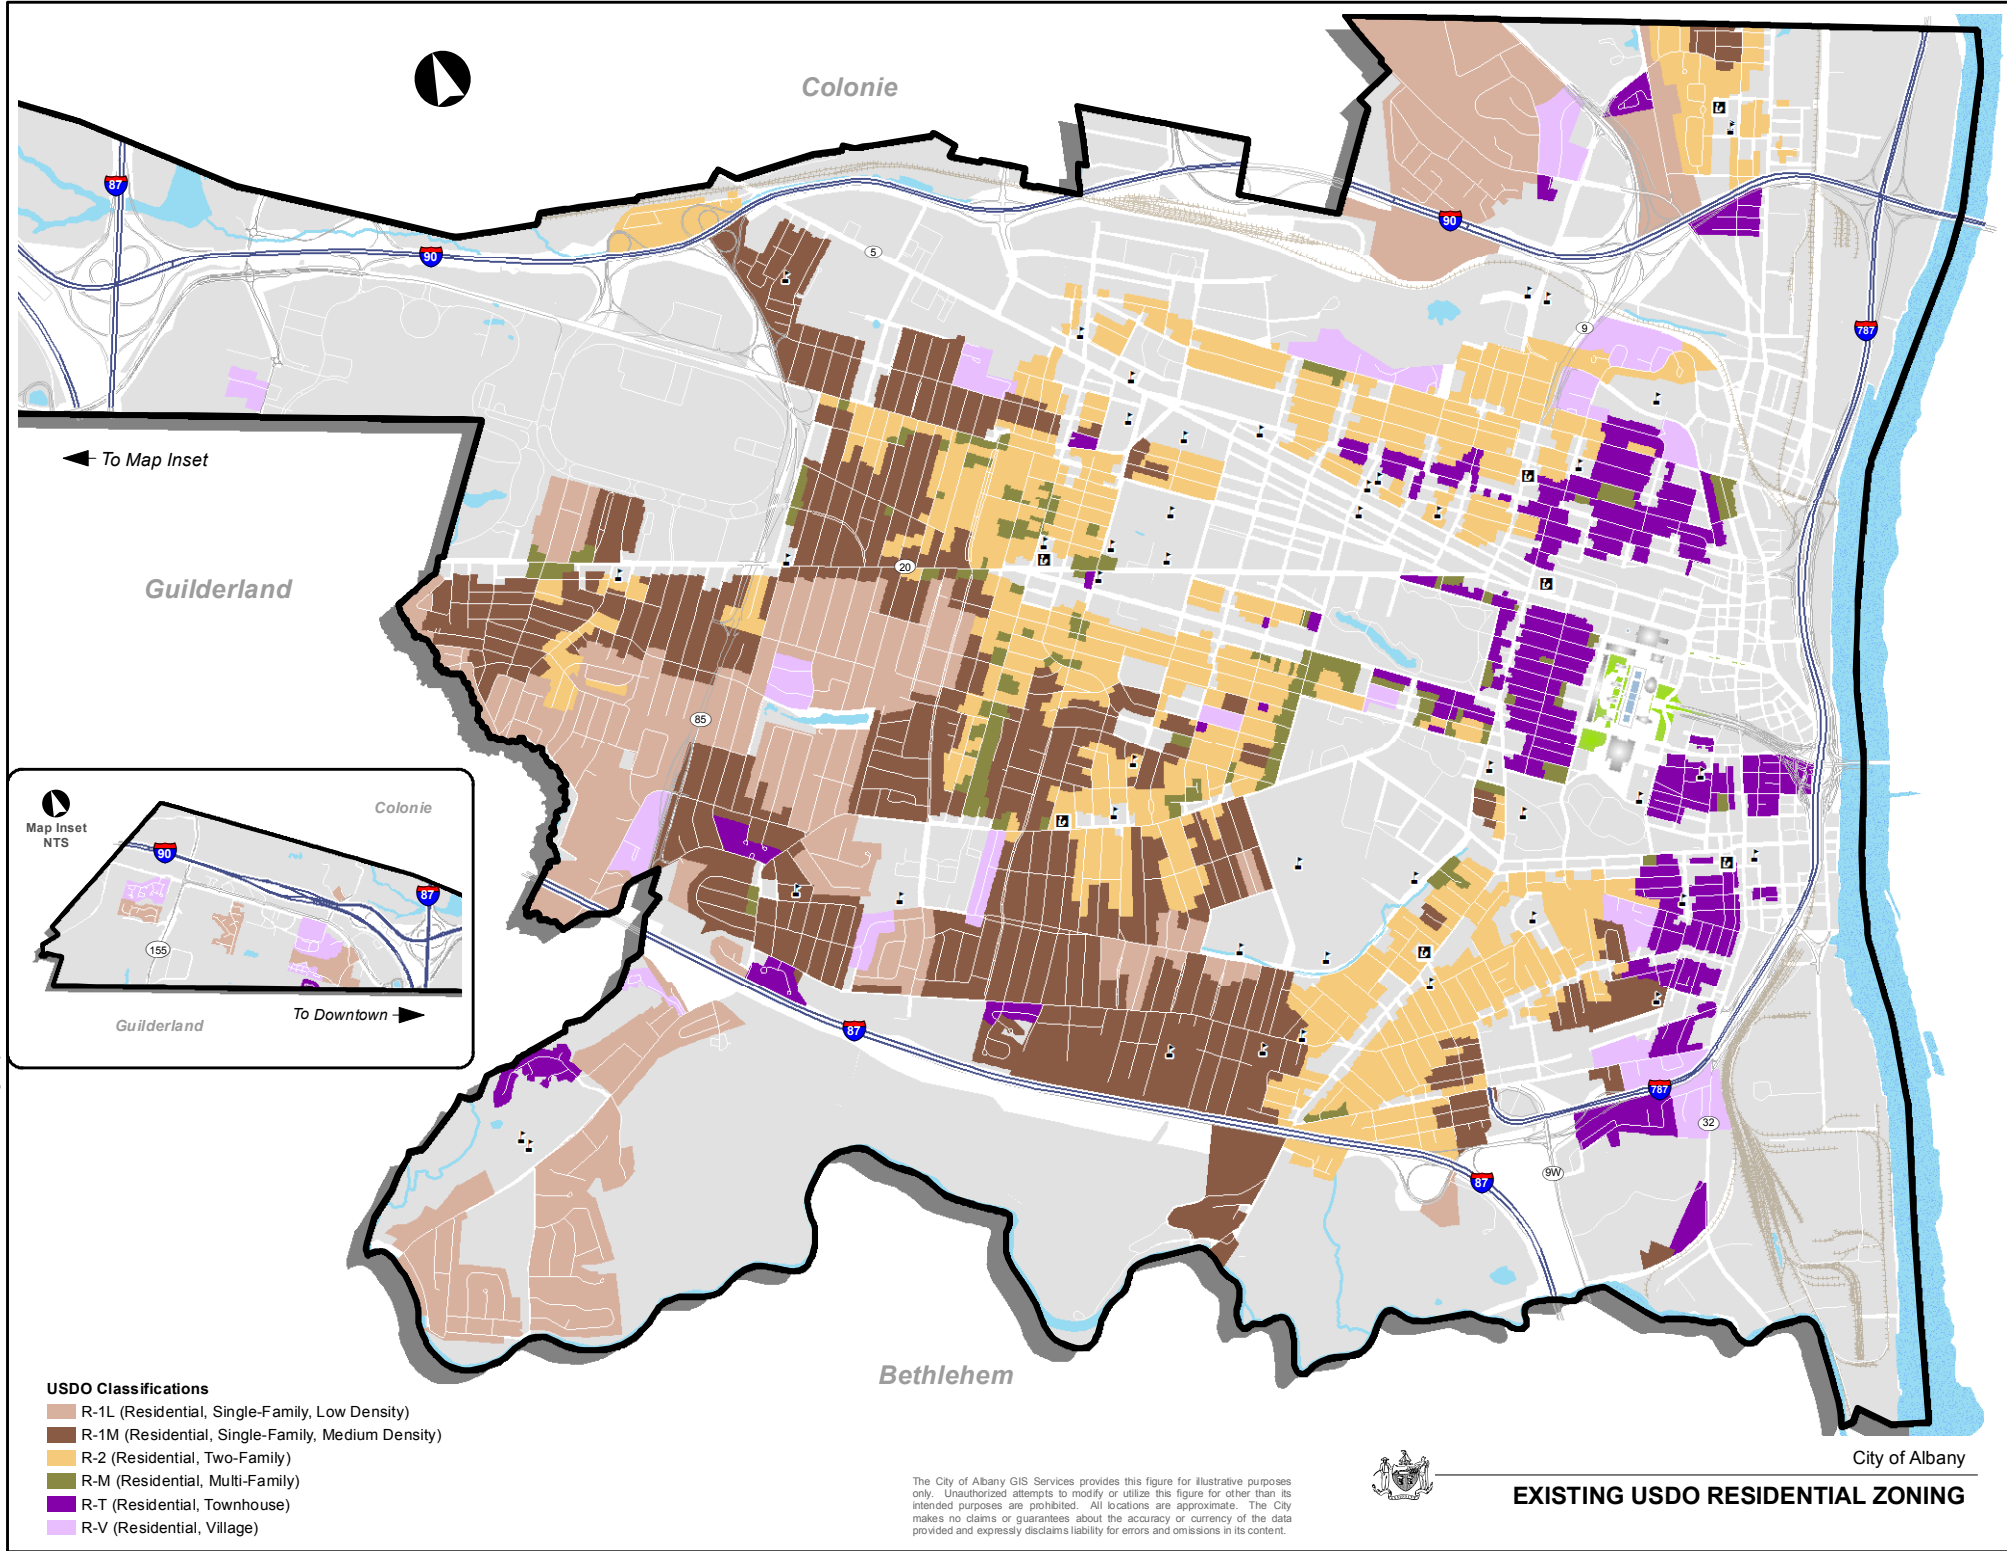 Colonie
90
5
90
87
90
9
787
To Map Inset
Guilderland
20
85
Map Inset
NTS
Colonie
90
87
155
To Downtown
Guilderland
87
787
32
9W
87
Bethlehem
USDO Classifications
R-1L (Residential, Single-Family, Low Density)
R-1M (Residential, Single-Family, Medium Density)
R-2 (Residential, Two-Family)
R-M (Residential, Multi-Family)
R-T (Residential, Townhouse)
R-V (Residential, Village)
The City of Albany GIS Services provides this figure for illustrative purposes
only. Unauthorized attempts to modify or utilize this figure for other than its
intended purposes are prohibited. All locations are approximate. The City
makes no claims or guarantees about the accuracy or currency of the data
provided and expressly disclaims liability for errors and omissions in its content.
City of Albany
EXISTING USDO RESIDENTIAL ZONING